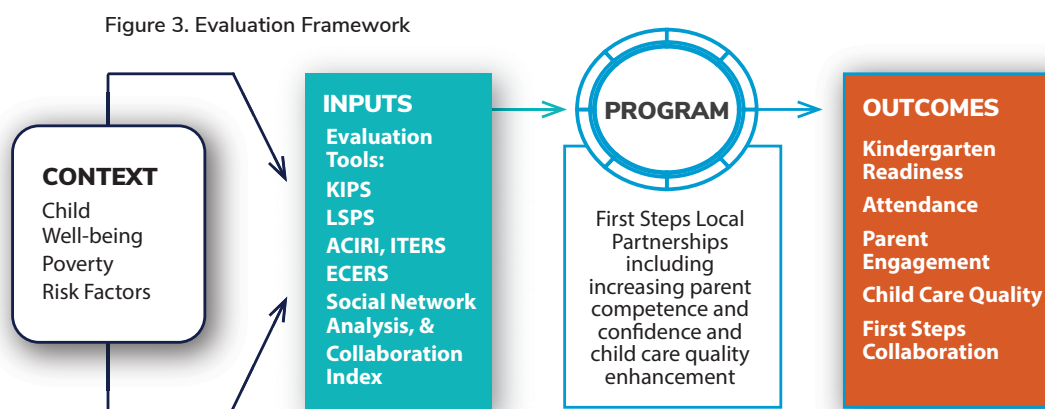 Figure 3. Evaluation Framework
CONTEXT
Child
Well-being
Poverty
Risk Factors
INPUTS
Evaluation
Tools:
KIPS
LSPS
ACIRI, ITERS
ECERS
Social Network
Analysis, &
Collaboration
Index
PROGRAM
First Steps Local
Partnerships
including
increasing parent
competence and
confidence and
child care quality
enhancement
OUTCOMES
Kindergarten
Readiness
Attendance
Parent
Engagement
Child Care Quality
First Steps
Collaboration